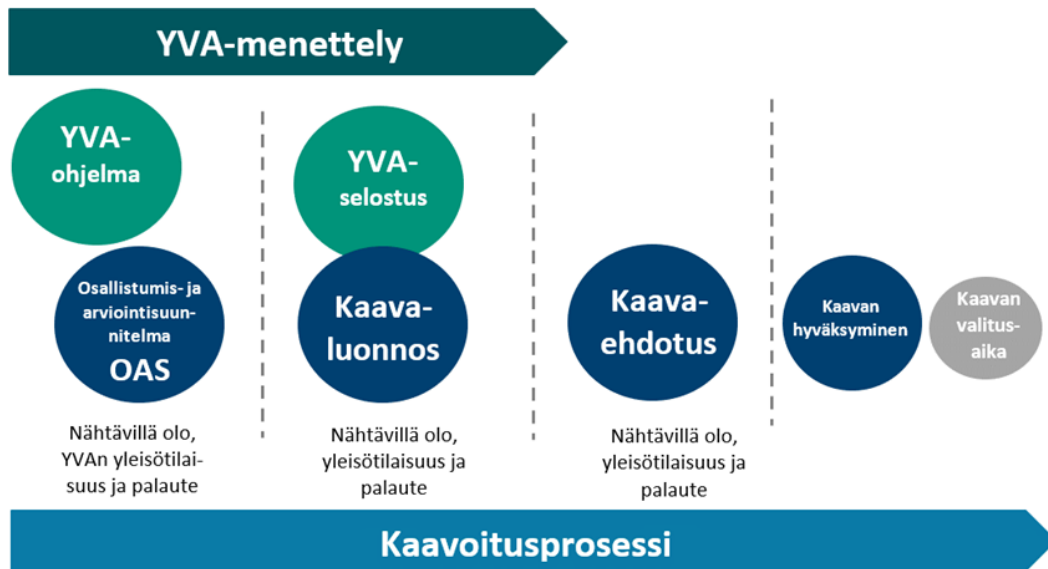 YVA-menettely
YVA-
ohjelma
Osallistumis- ja
arviointisuun-
nitelma
OAS
Nähtävillä olo,
YVAn yleisötilai-
suus ja palaute
YVA-
selostus
Kaava-
luonnos
Nähtävillä olo,
yleisötilaisuus ja
palaute
Kaava-
ehdotus
Nähtävillä olo,
yleisötilaisuus ja
palaute
Kaavan
hyväksyminen
Kaavan
valitus-
aika
Kaavoitusprosessi